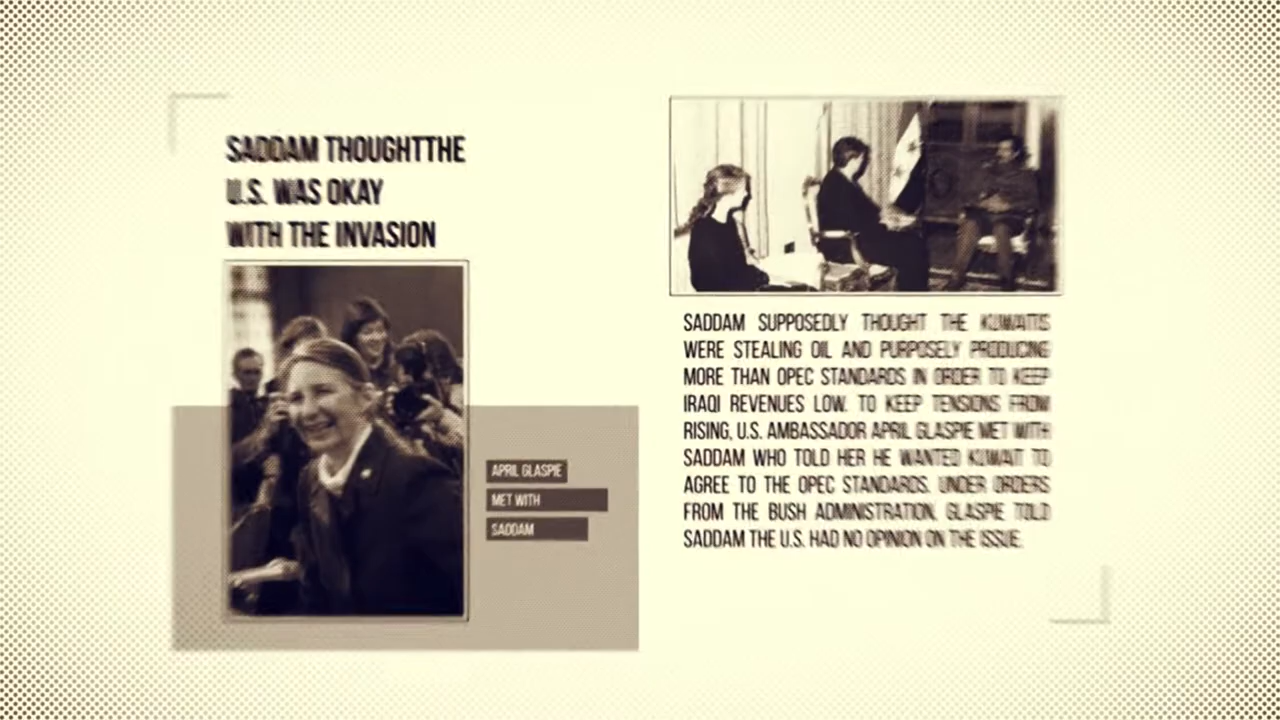 SADDAM THOUGHTTHE
U.S. WAS OKAY
WITH THE INVASION
APRIL GLASPIE
MET WITH
SADDAM
SADDAM SUPPOSEDLY THOUGHT THE KUWAITIS
WERE STEALING OIL AND PURPOSELY PRODUCING
MORE THAN OPEC STANDARDS IN ORDER TO KEEP
IRAQI REVENUES LOW. TO KEEP TENSIONS FROM
RISING, U.S. AMBASSADOR APRIL GLASPIE MET WITH
SADDAM WHO TOLD HER HE WANTED KUWAIT TO
AGREE TO THE OPEC STANDARDS. UNDER ORDERS
FROM THE BUSH ADMINISTRATION, GLASPIE TOLD
SADDAM THE U.S. HAD NO OPINION ON THE ISSUE.